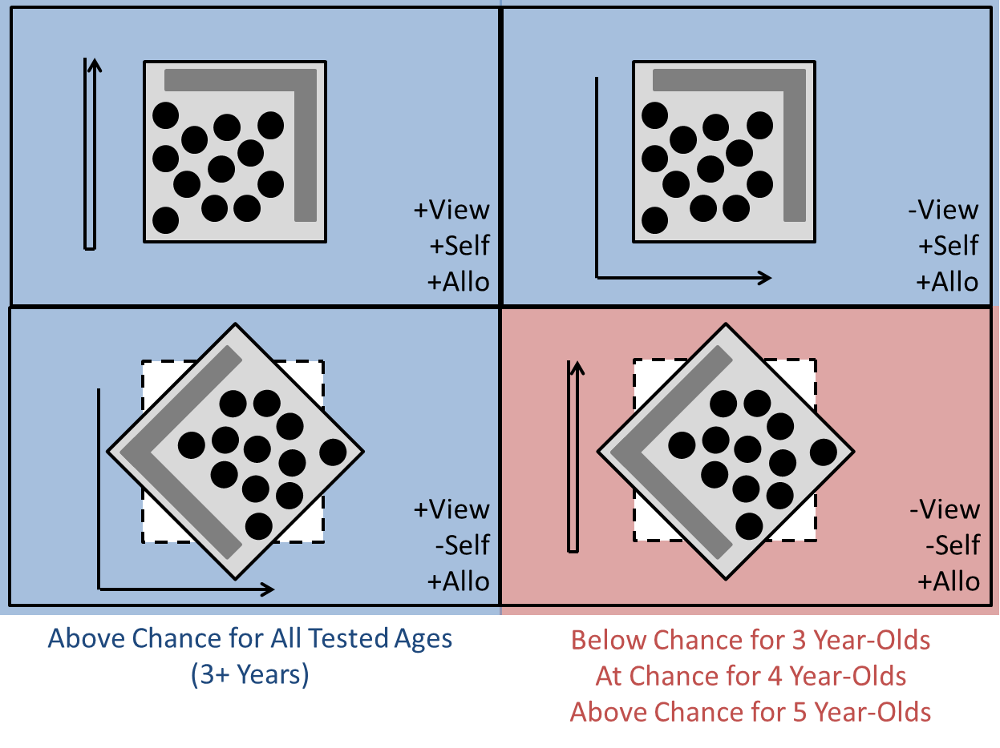 +View
+Self
+Allo
-View
+Self
+Allo
+View
-Self
+Allo
-View
-Self
+Allo
Above Chance for All Tested Ages
(3+ Years)
Below Chance for 3 Year-Olds
At Chance for 4 Year-Olds
Above Chance for 5 Year-Olds